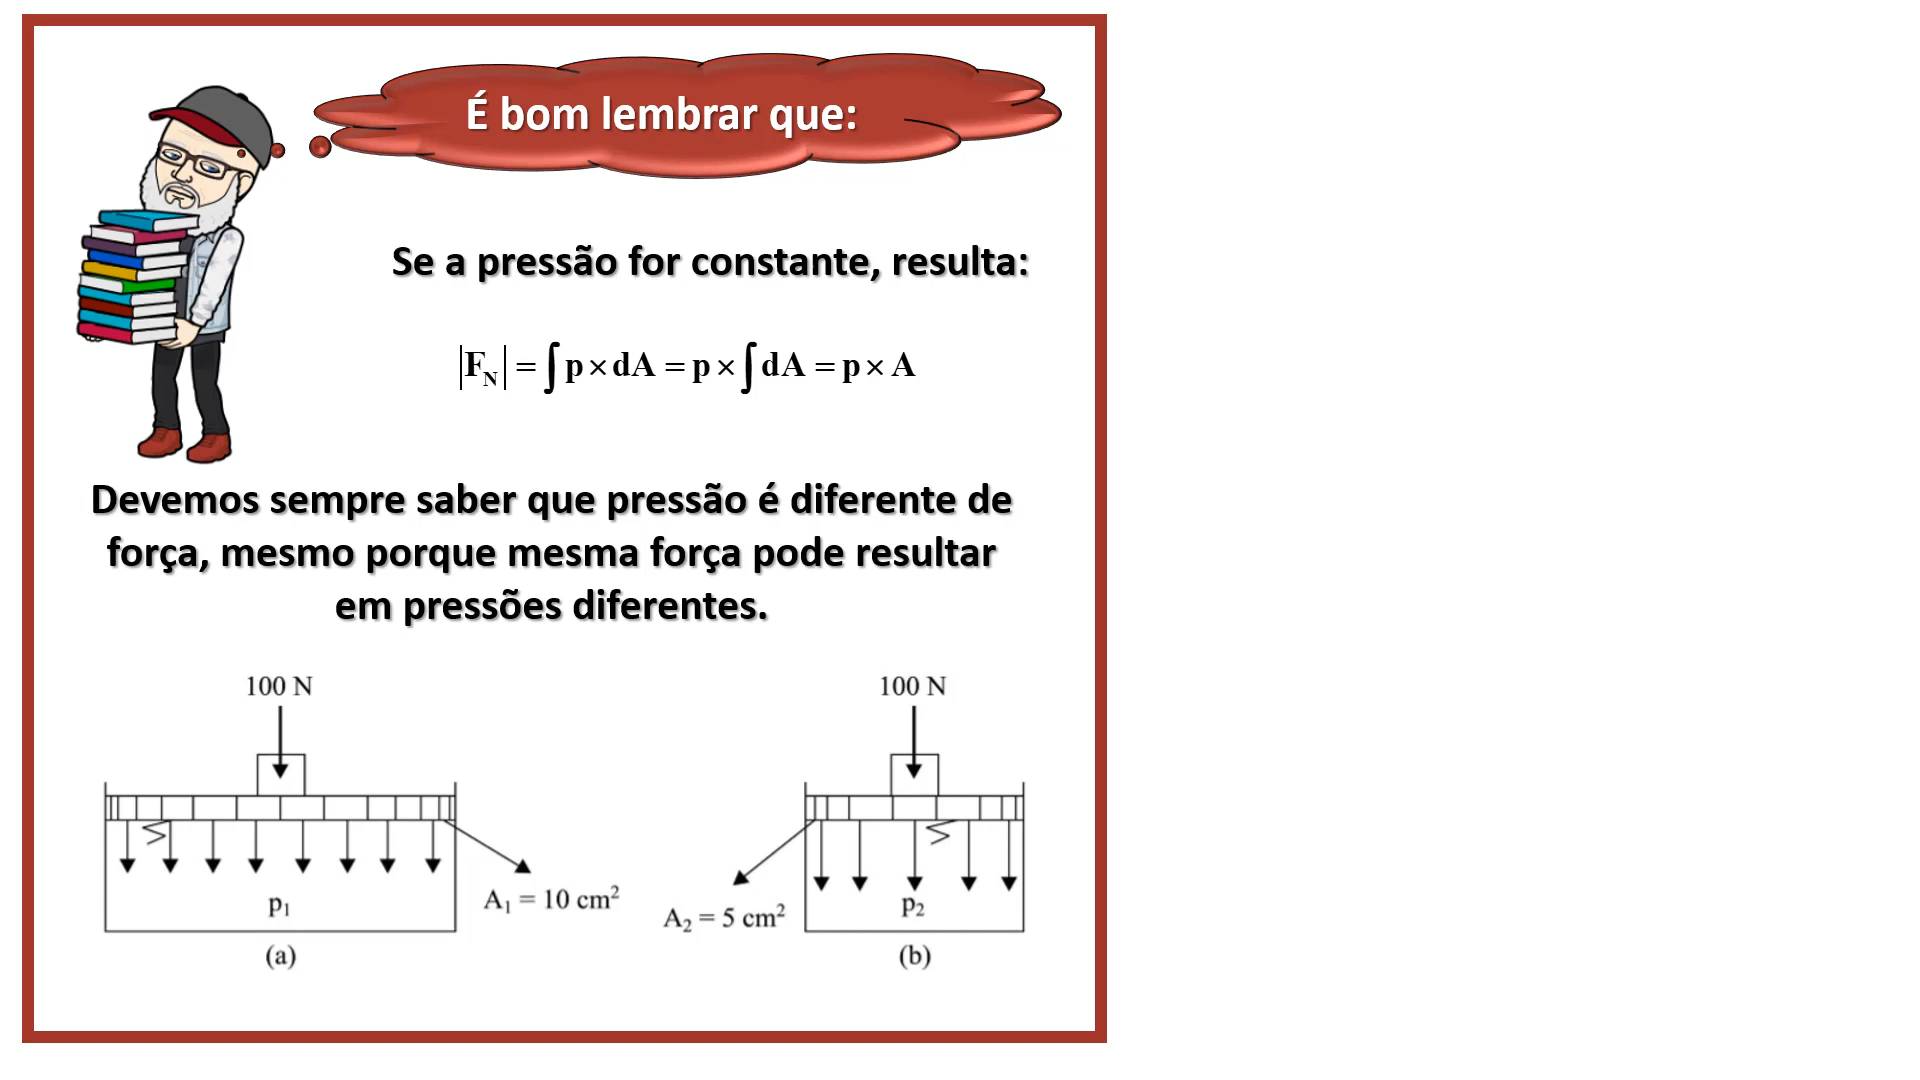 É bom lembrar que:
Se a pressão for constante, resulta:
|F_N| = ∫ p × dA = p × ∫ dA = p × A
Devemos sempre saber que pressão é diferente de
força, mesmo porque mesma força pode resultar
em pressões diferentes.
100 N
100 N
A₁ = 10 cm²
A₂ = 5 cm²
p₁
p₂
(a)
(b)